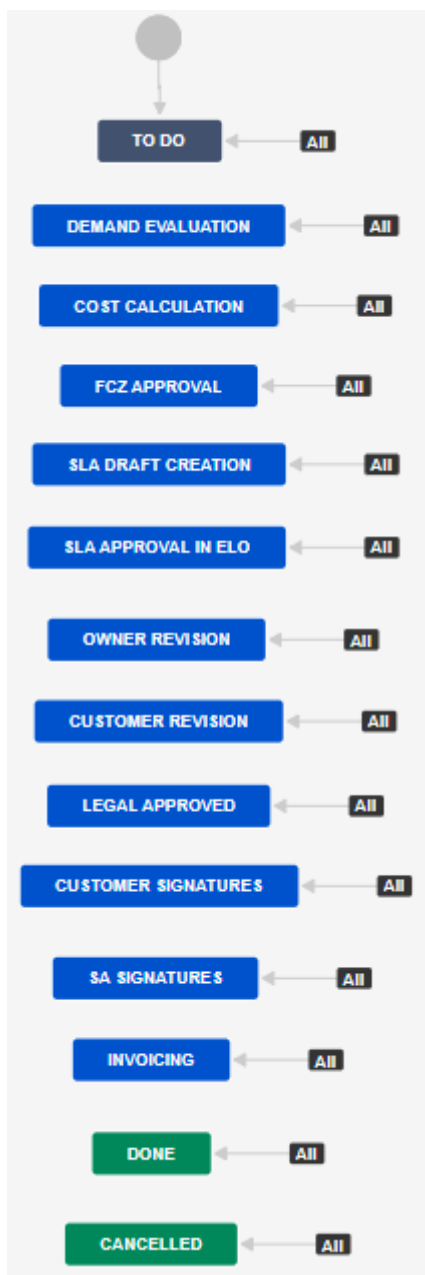 TO DO All
DEMAND EVALUATION All
COST CALCULATION All
FCZ APPROVAL All
SLA DRAFT CREATION All
SLA APPROVAL IN ELO All
OWNER REVISION All
CUSTOMER REVISION All
LEGAL APPROVED All
CUSTOMER SIGNATURES All
SA SIGNATURES All
INVOICING All
DONE All
CANCELLED All